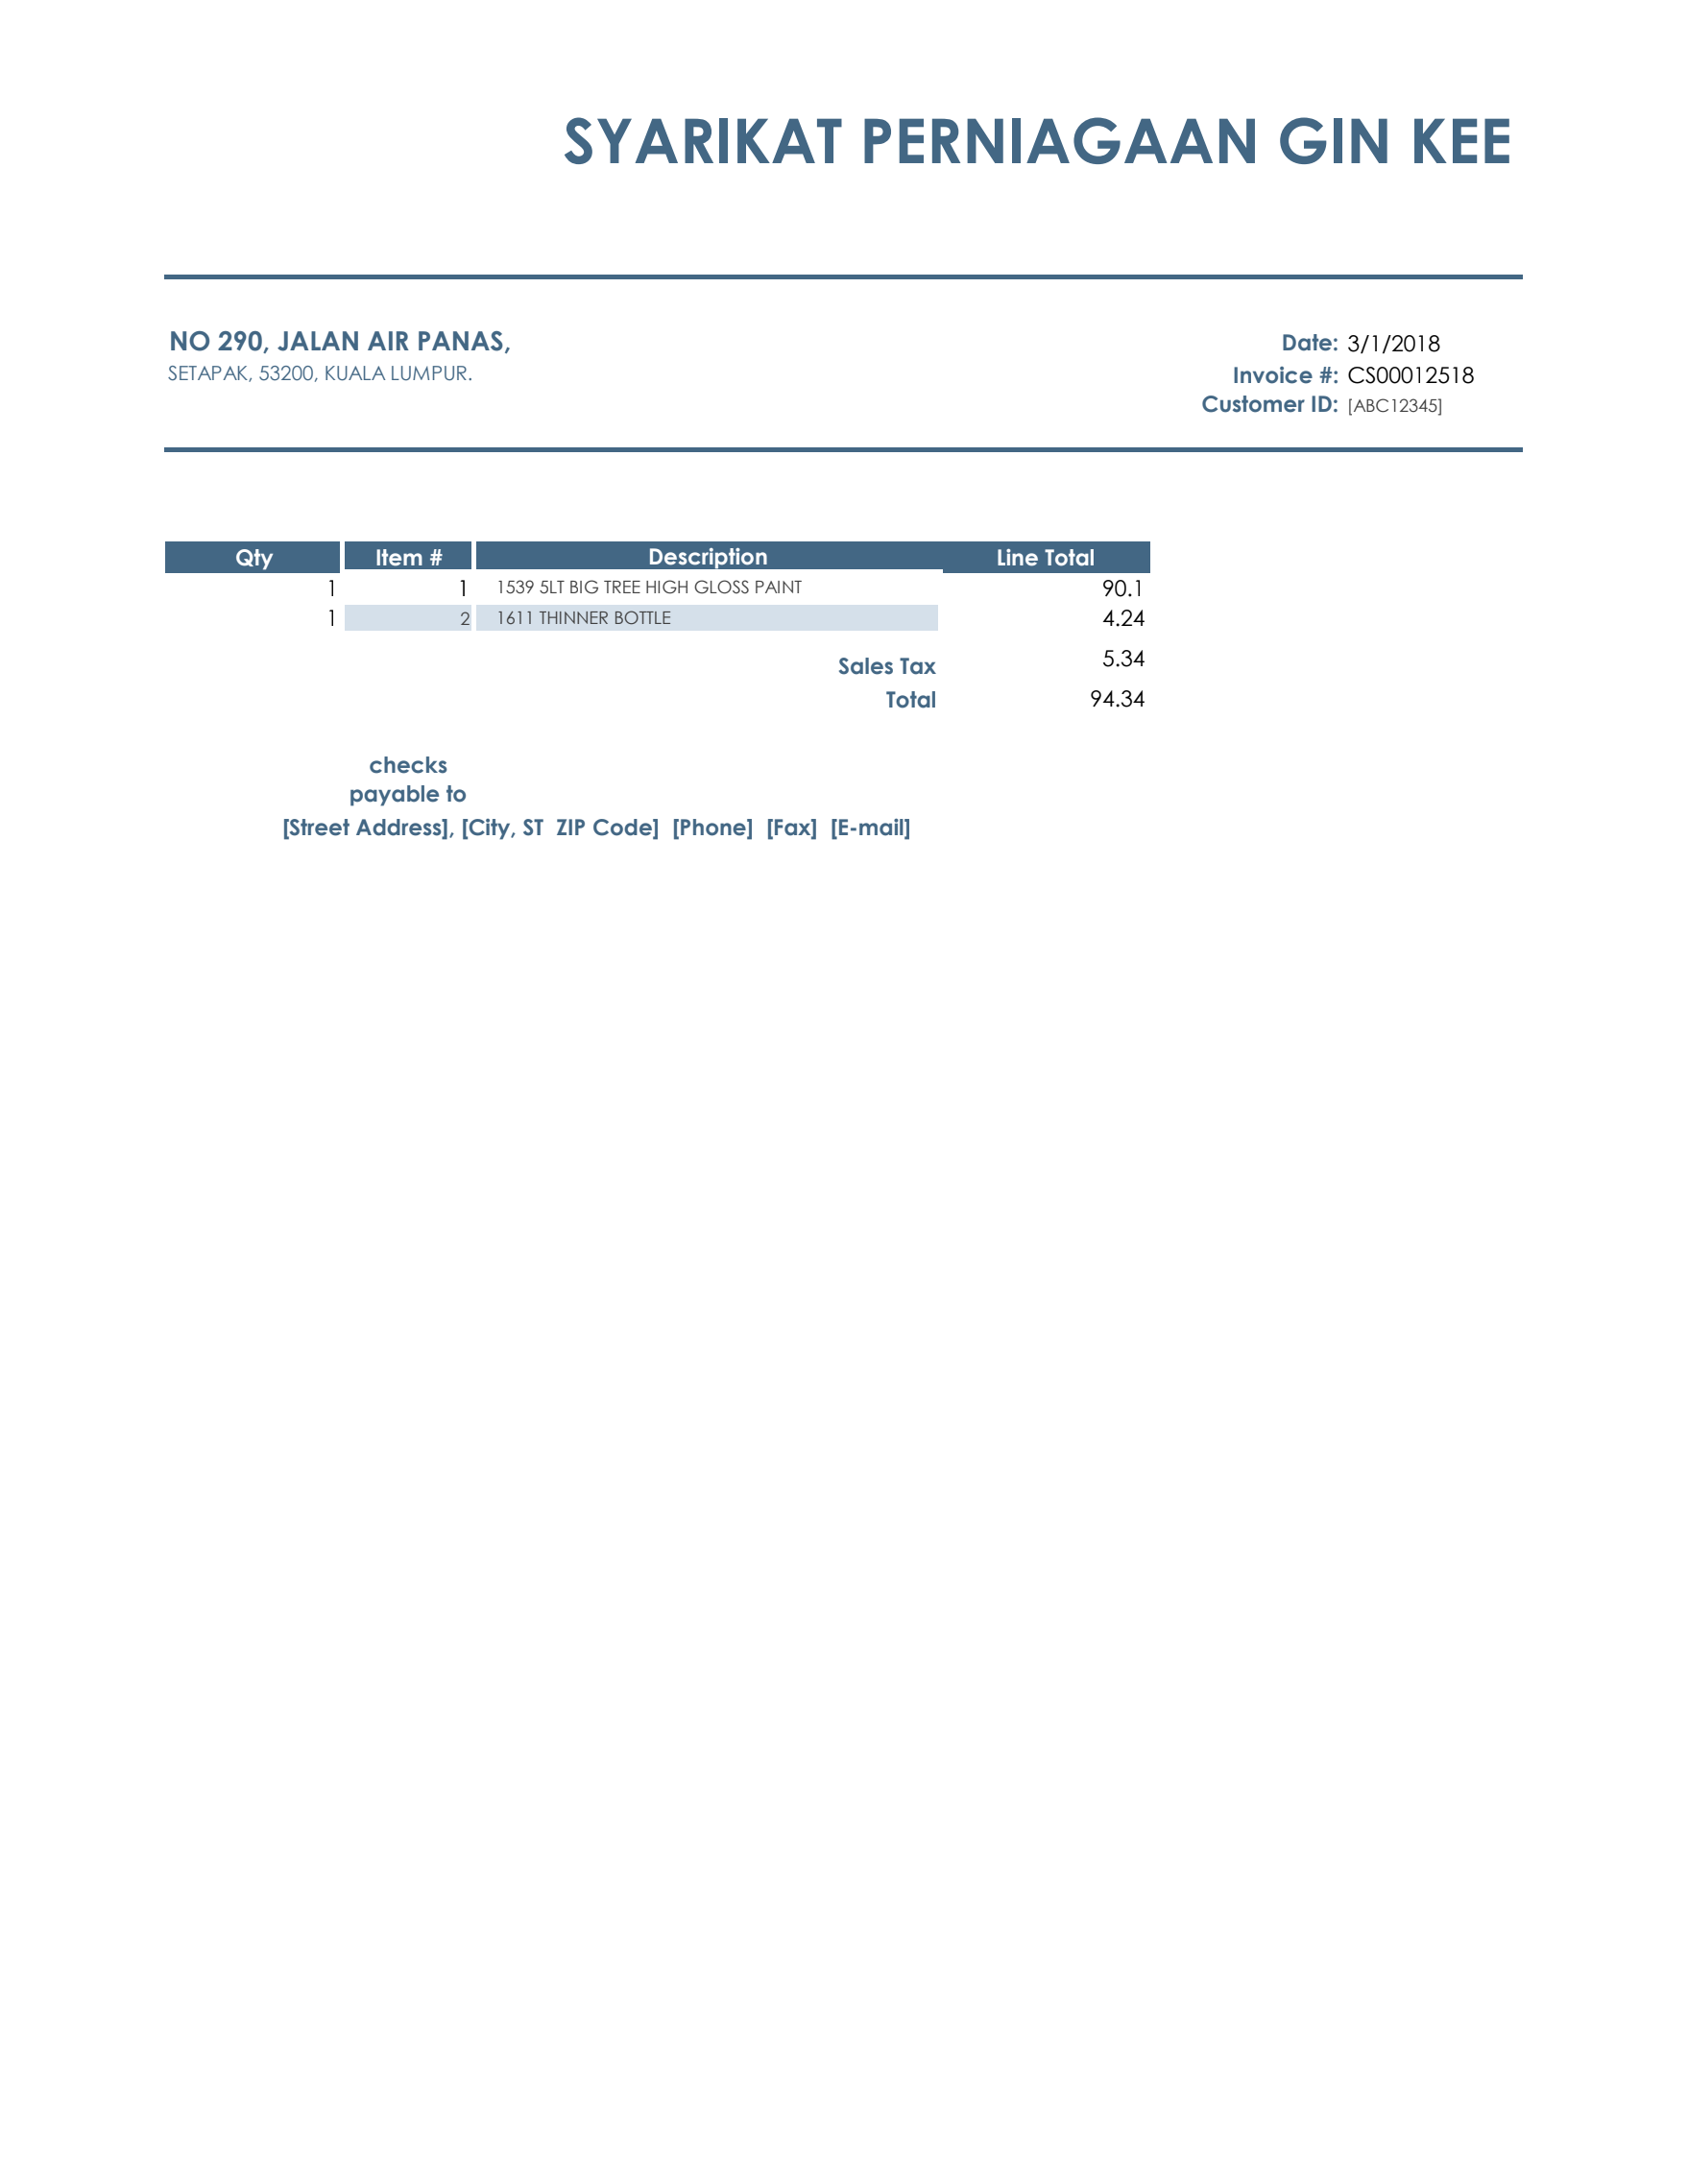 SYARIKAT PERNIAGAAN GIN KEE
NO 290, JALAN AIR PANAS,
SETAPAK, 53200, KUALA LUMPUR.
Date: 3/1/2018
Invoice #: CS00012518
Customer ID: [ABC12345]
Qty Item # Description Line Total
1 1 1539 5LT BIG TREE HIGH GLOSS PAINT 90.1
1 2 1611 THINNER BOTTLE 4.24
Sales Tax 5.34
Total 94.34
checks
payable to
[Street Address], [City, ST  ZIP Code]  [Phone]  [Fax]  [E-mail]